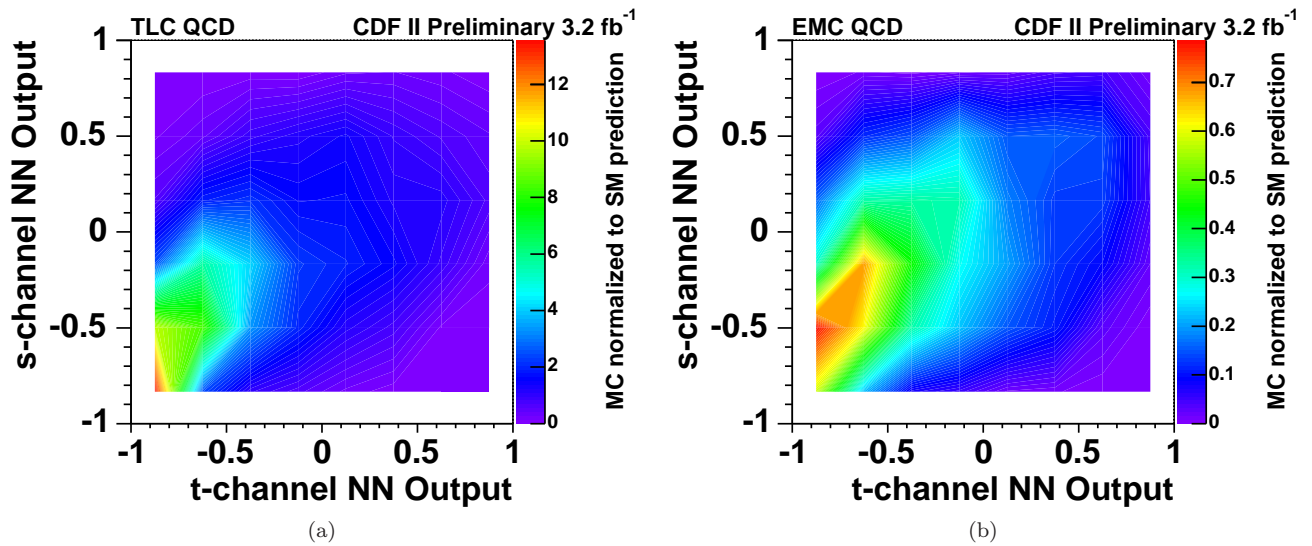 TLC QCD CDF II Preliminary 3.2 fb⁻¹
s-channel NN Output
1
0.5
0
-0.5
-1
-1 -0.5 0 0.5 1
t-channel NN Output
12
10
8
6
4
2
0
MC normalized to SM prediction
(a)
EMC QCD CDF II Preliminary 3.2 fb⁻¹
s-channel NN Output
1
0.5
0
-0.5
-1
-1 -0.5 0 0.5 1
t-channel NN Output
0.7
0.6
0.5
0.4
0.3
0.2
0.1
0
MC normalized to SM prediction
(b)